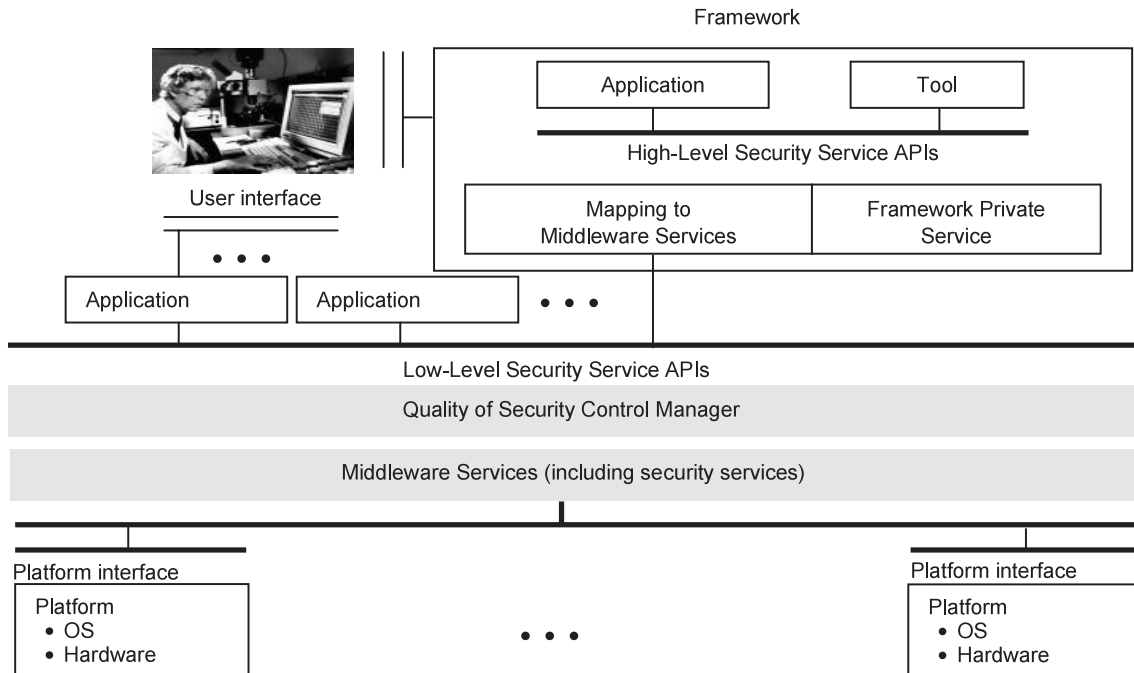 Framework
Application
Tool
High-Level Security Service APIs
User interface
Mapping to
Middleware Services
Framework Private
Service
Application
Application
Low-Level Security Service APIs
Quality of Security Control Manager
Middleware Services (including security services)
Platform interface
Platform interface
Platform
• OS
• Hardware
Platform
• OS
• Hardware